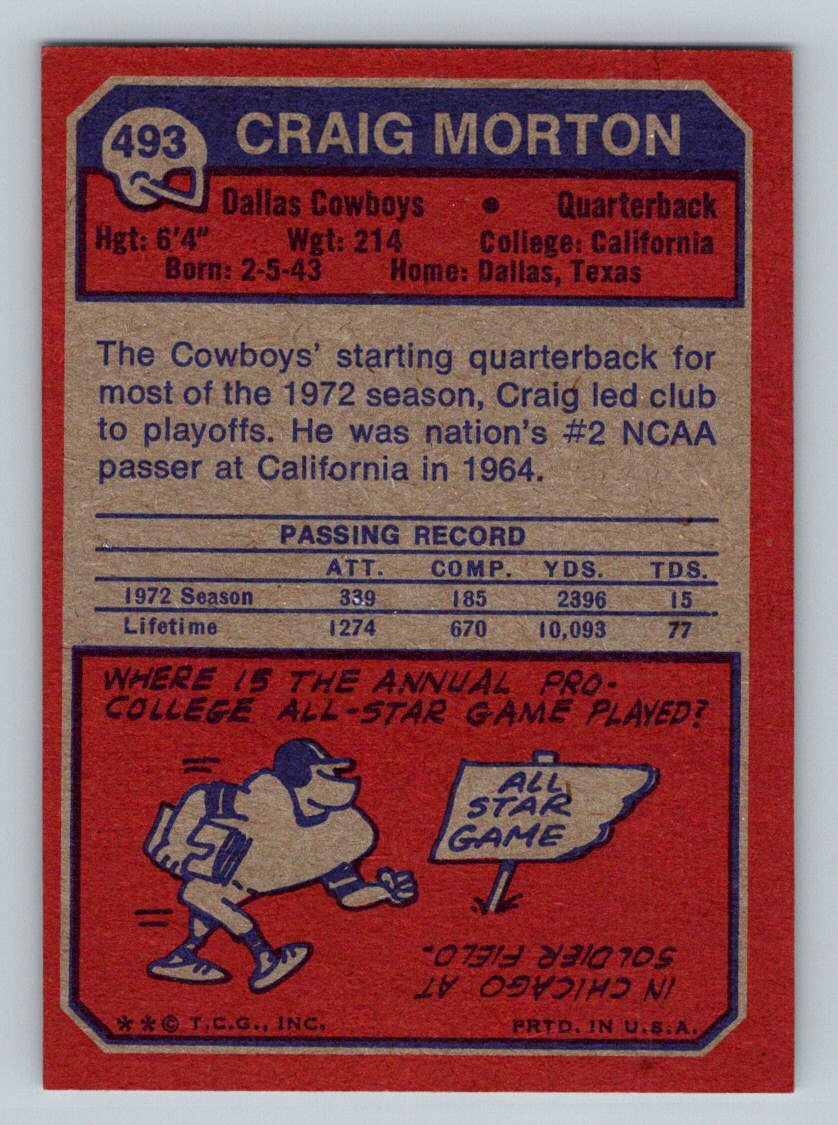 493 CRAIG MORTON
Dallas Cowboys • Quarterback
Hgt: 6'4" Wgt: 214 College: California
Born: 2-5-43 Home: Dallas, Texas
The Cowboys' starting quarterback for
most of the 1972 season, Craig led club
to playoffs. He was nation's #2 NCAA
passer at California in 1964.
PASSING RECORD
ATT. COMP. YDS. TDS.
1972 Season 339 185 2396 15
Lifetime 1274 670 10,093 77
WHERE IS THE ANNUAL PRO-
COLLEGE ALL-STAR GAME PLAYED?
ALL
STAR
GAME
IN CHICAGO AT
SOLDIER FIELD.
**© T.C.G., INC. PRTD. IN U.S.A.